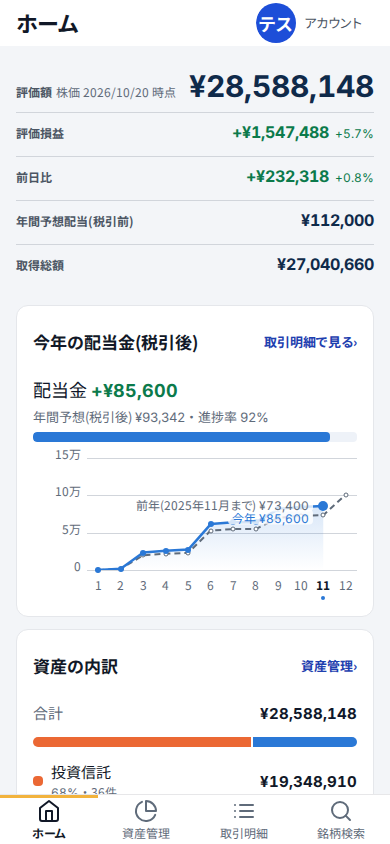 ホーム
テス アカウント
評価額 株価 2026/10/20 時点 ¥28,588,148
評価損益 +¥1,547,488 +5.7%
前日比 +¥232,318 +0.8%
年間予想配当(税引前) ¥112,000
取得総額 ¥27,040,660
今年の配当金(税引後) 取引明細で見る›
配当金 +¥85,600
年間予想(税引後) ¥93,342・進捗率 92%
15万
10万
前年(2025年11月まで) ¥73,400
今年 ¥85,600
5万
0
1 2 3 4 5 6 7 8 9 10 11 12
資産の内訳 資産管理›
合計 ¥28,588,148
投資信託 ¥19,348,910
68%・36件
ホーム 資産管理 取引明細 銘柄検索